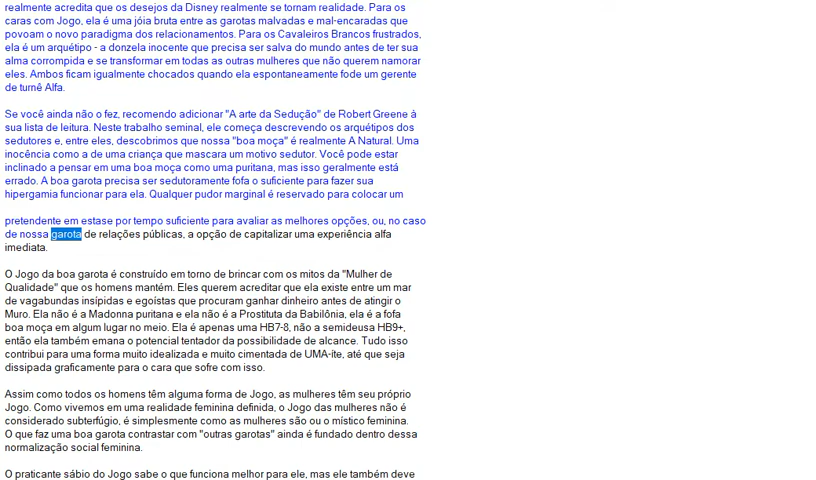 realmente acredita que os desejos da Disney realmente se tornam realidade. Para os
caras com Jogo, ela é uma jóia bruta entre as garotas malvadas e mal-encaradas que
povoam o novo paradigma dos relacionamentos. Para os Cavaleiros Brancos frustrados,
ela é um arquétipo - a donzela inocente que precisa ser salva do mundo antes de ter sua
alma corrompida e se transformar em todas as outras mulheres que não querem namorar
eles. Ambos ficam igualmente chocados quando ela espontaneamente fode um gerente
de turnê Alfa.
Se você ainda não o fez, recomendo adicionar "A arte da Sedução" de Robert Greene à
sua lista de leitura. Neste trabalho seminal, ele começa descrevendo os arquétipos dos
sedutores e, entre eles, descobrimos que nossa "boa moça" é realmente A Natural. Uma
inocência como a de uma criança que mascara um motivo sedutor. Você pode estar
inclinado a pensar em uma boa moça como uma puritana, mas isso geralmente está
errado. A boa garota precisa ser sedutoramente fofa o suficiente para fazer sua
hipergamia funcionar para ela. Qualquer pudor marginal é reservado para colocar um
pretendente em estase por tempo suficiente para avaliar as melhores opções, ou, no caso
de nossa garota de relações públicas, a opção de capitalizar uma experiência alfa
imediata.
O Jogo da boa garota é construído em torno de brincar com os mitos da "Mulher de
Qualidade" que os homens mantém. Eles querem acreditar que ela existe entre um mar
de vagabundas insípidas e egoístas que procuram ganhar dinheiro antes de atingir o
Muro. Ela não é a Madonna puritana e ela não é a Prostituta da Babilônia, ela é a fofa
boa moça em algum lugar no meio. Ela é apenas uma HB7-8, não a semideusa HB9+,
então ela também emana o potencial tentador da possibilidade de alcance. Tudo isso
contribui para uma forma muito idealizada e muito cimentada de UMA-íte, até que seja
dissipada graficamente para o cara que sofre com isso.
Assim como todos os homens têm alguma forma de Jogo, as mulheres têm seu próprio
Jogo. Como vivemos em uma realidade feminina definida, o Jogo das mulheres não é
considerado subterfúgio, é simplesmente como as mulheres são ou o místico feminina.
O que faz uma boa garota contrastar com "outras garotas" ainda é fundado dentro dessa
normalização social feminina.
O praticante sábio do Jogo sabe o que funciona melhor para ele, mas ele também deve